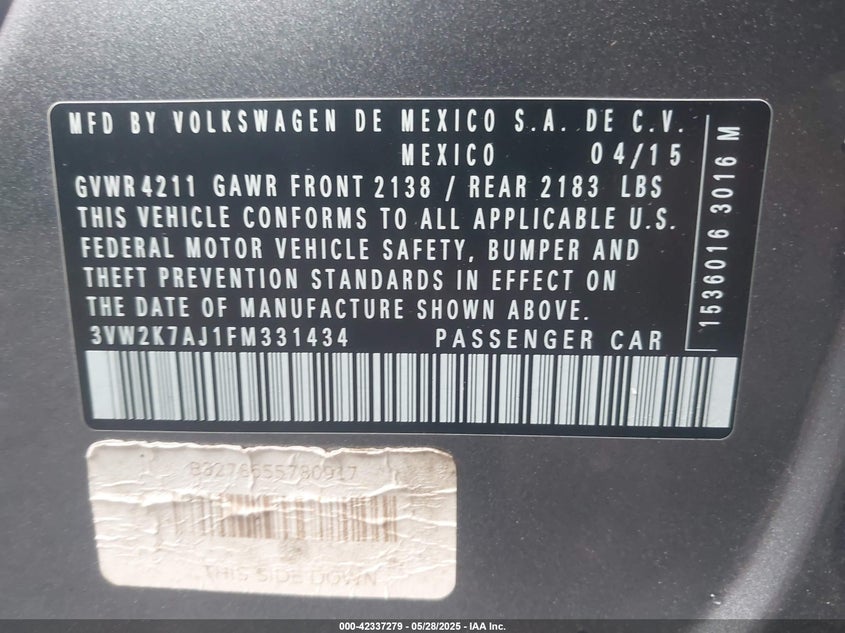 MFD BY VOLKSWAGEN DE MEXICO S.A. DE C.V.
MEXICO 04/15
GVWR 4211 GAWR FRONT 2138 / REAR 2183 LBS
THIS VEHICLE CONFORMS TO ALL APPLICABLE U.S.
FEDERAL MOTOR VEHICLE SAFETY, BUMPER AND
THEFT PREVENTION STANDARDS IN EFFECT ON
THE DATE OF MANUFACTURE SHOWN ABOVE.
3VW2K7AJ1FM331434 PASSENGER CAR
1536016 3016 M
THIS SIDE DOWN
000-42337279 - 05/28/2025 - IAA Inc.